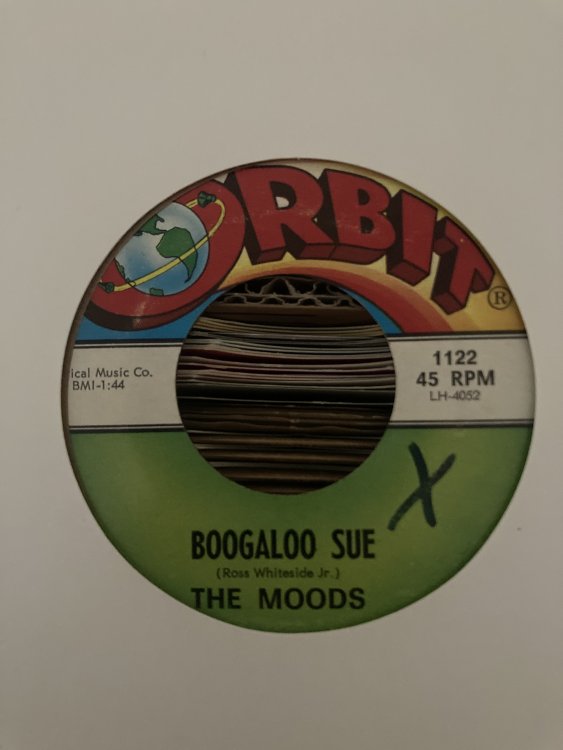 ORBIT
®
ical Music Co.
BMI-1:44
1122
45 RPM
LH-4052
X
BOOGALOO SUE
(Ross Whiteside Jr.)
THE MOODS